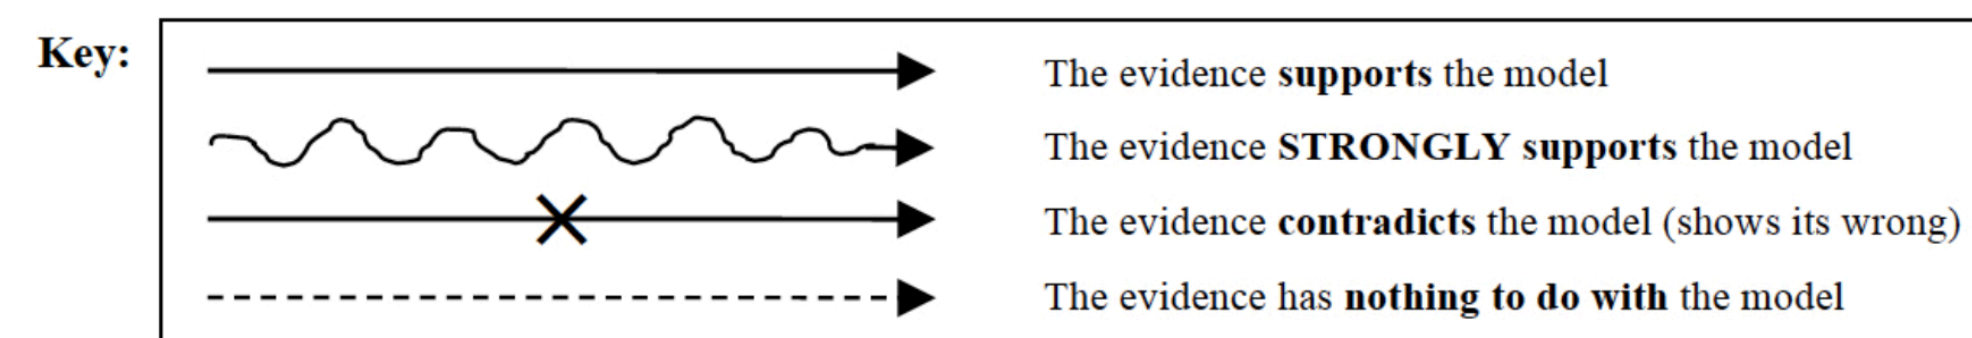 Key:
The evidence supports the model
The evidence STRONGLY supports the model
The evidence contradicts the model (shows its wrong)
The evidence has nothing to do with the model